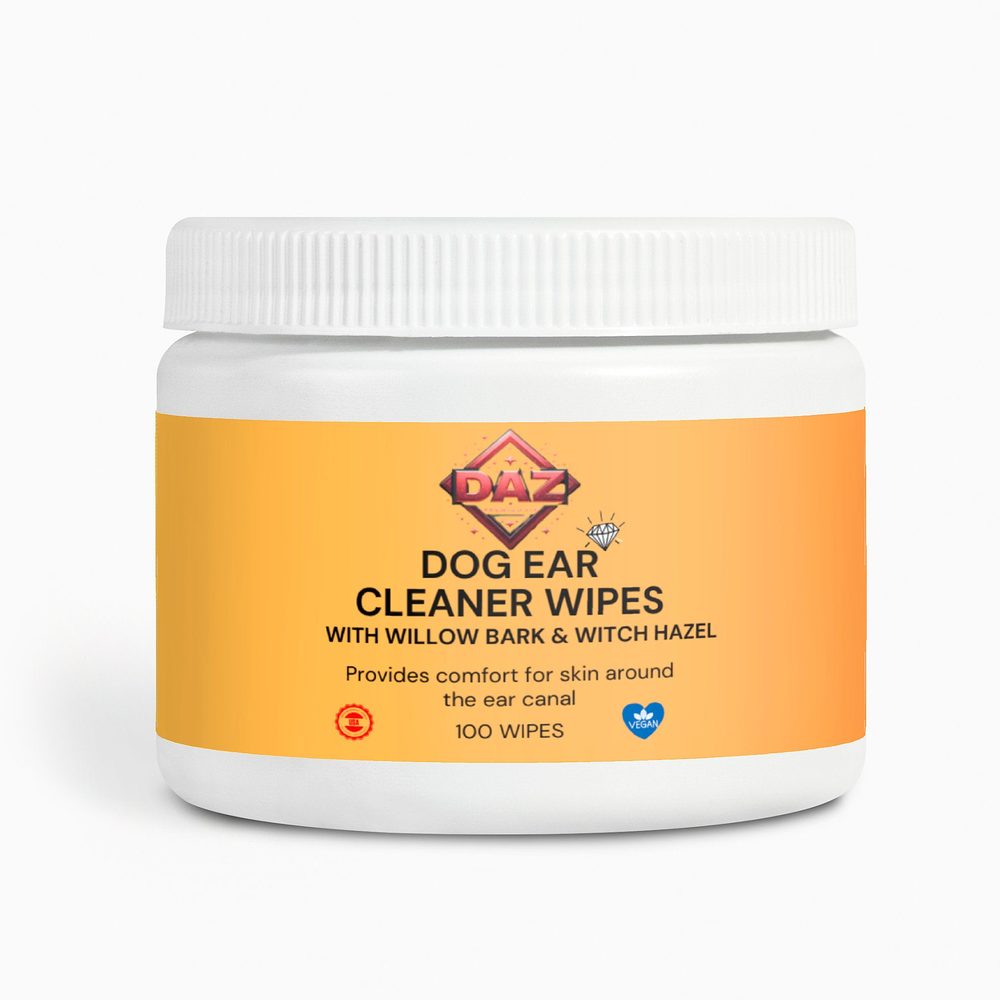 DAZ
DOG EAR
CLEANER WIPES
WITH WILLOW BARK & WITCH HAZEL
Provides comfort for skin around
the ear canal
USA
VEGAN
100 WIPES